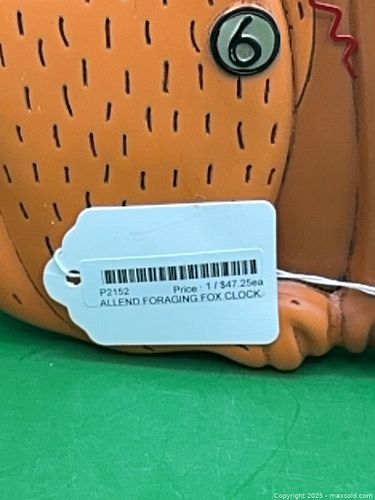 6
P2152 Price : 1 / $47.25ea
ALLEND FORAGING FOX CLOCK
Copyright © 2025 - maxsold.com